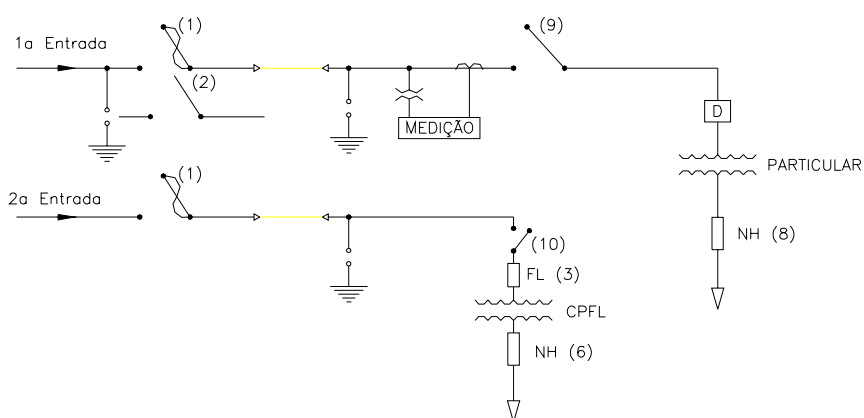 (1)
(9)
1a Entrada
(2)
D
MEDIÇÃO
PARTICULAR
(1)
2a Entrada
NH (8)
(10)
FL (3)
CPFL
NH (6)